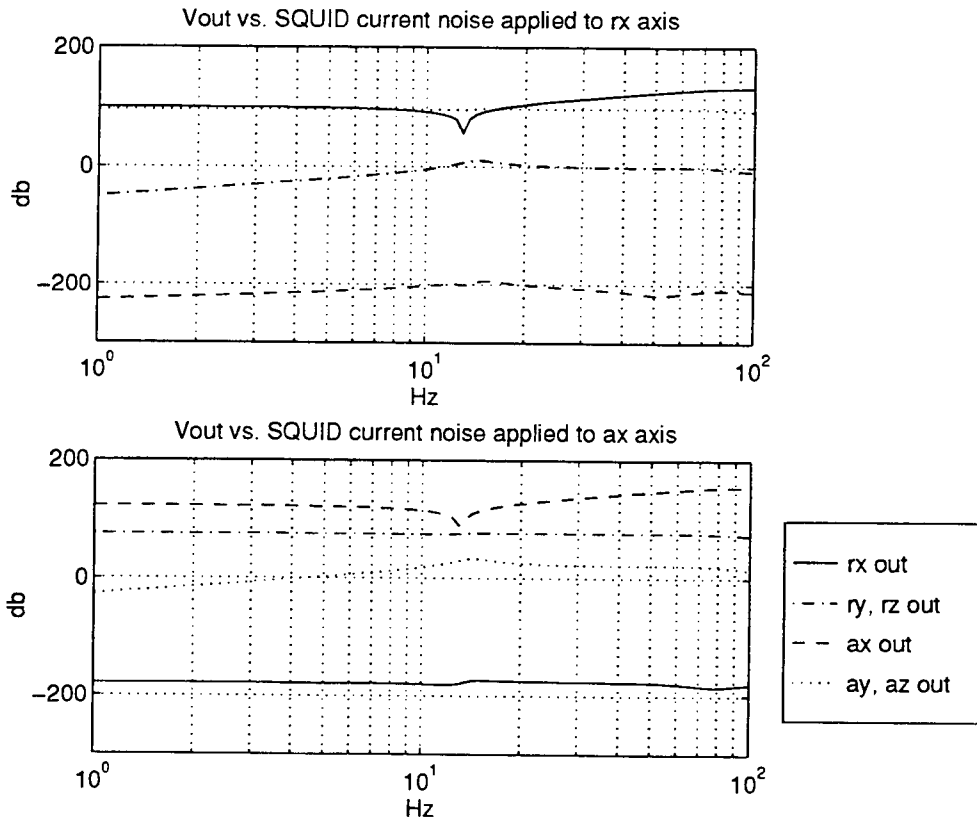 Vout vs. SQUID current noise applied to rx axis
200
100
0
db
−200
10^0
10^1
10^2
Hz
Vout vs. SQUID current noise applied to ax axis
200
100
0
db
−200
10^0
10^1
10^2
Hz
rx out
ry, rz out
ax out
ay, az out